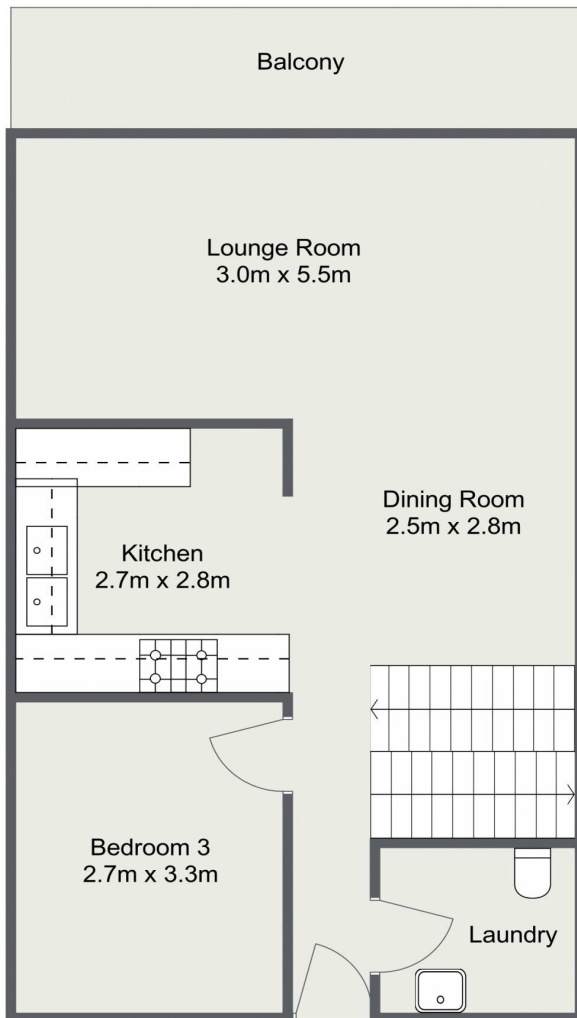 Balcony
Lounge Room
3.0m x 5.5m
Dining Room
2.5m x 2.8m
Kitchen
2.7m x 2.8m
Bedroom 3
2.7m x 3.3m
Laundry